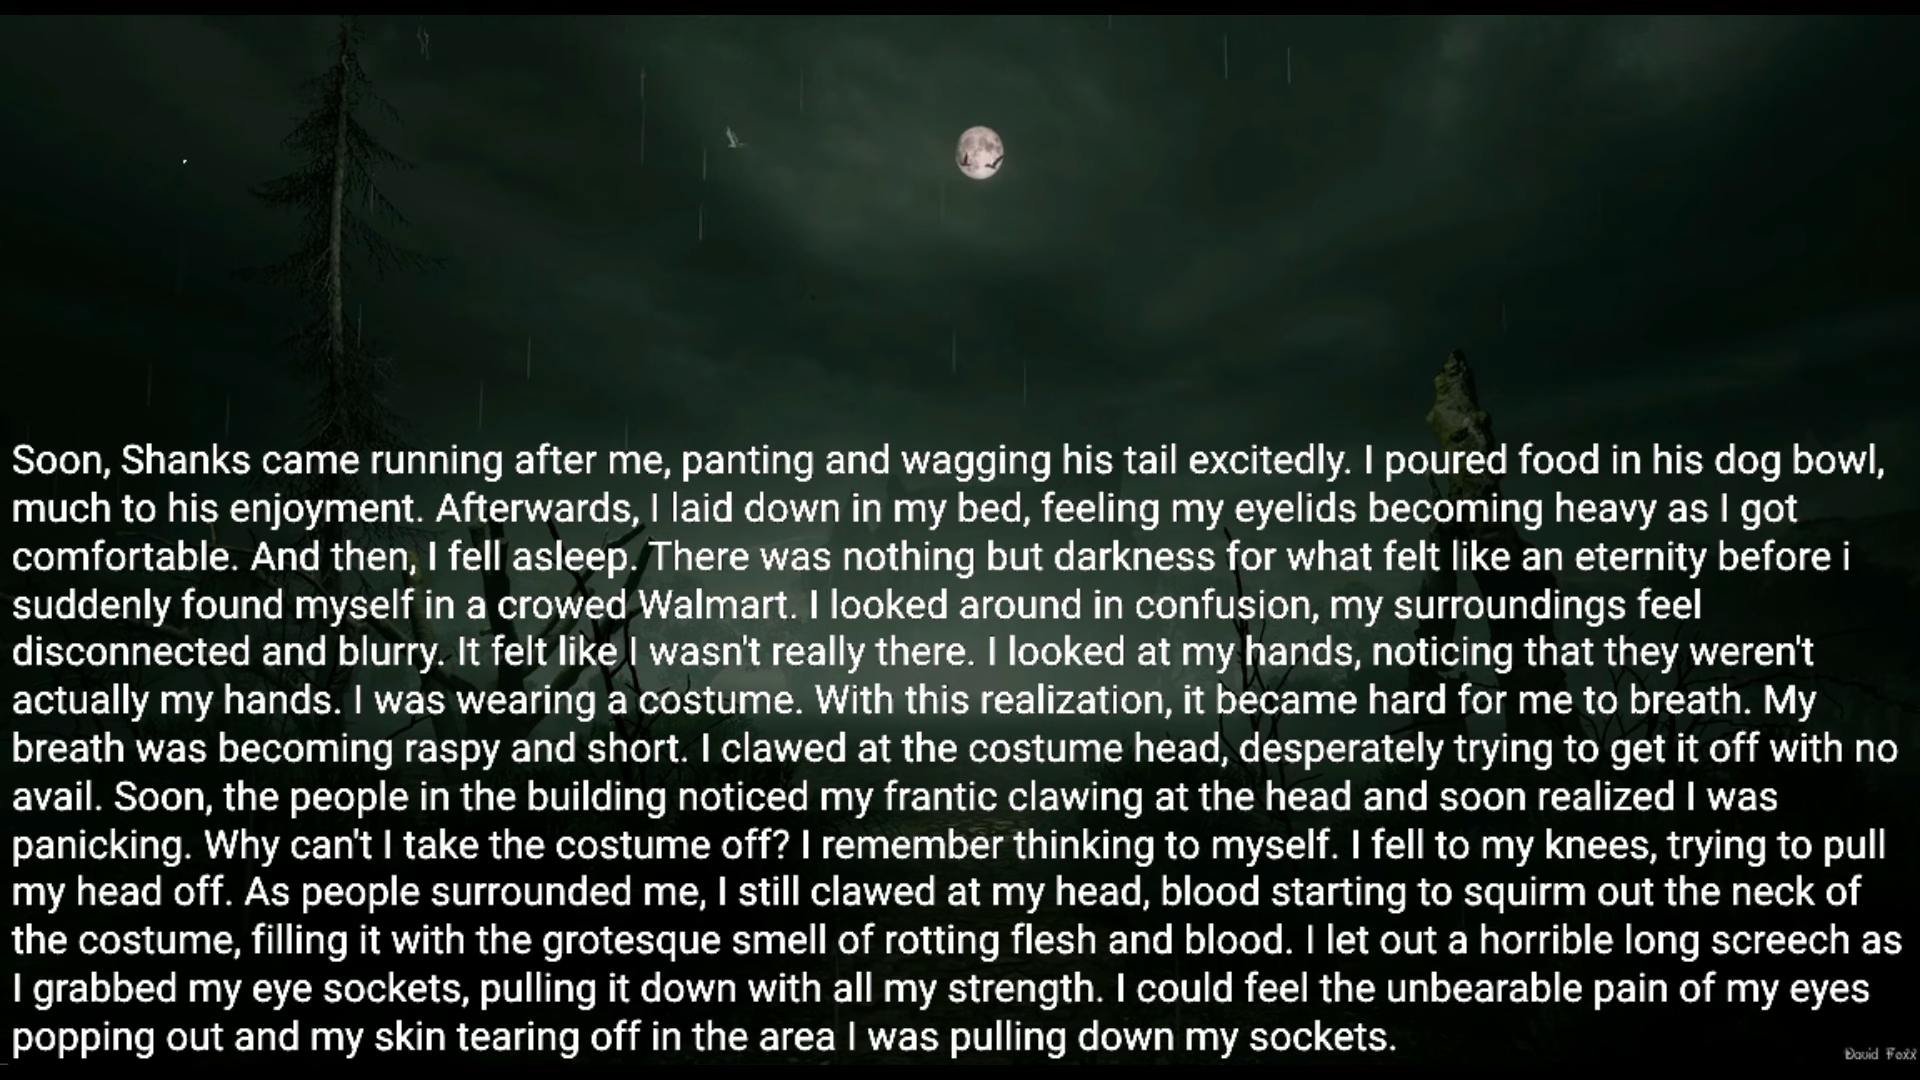 Soon, Shanks came running after me, panting and wagging his tail excitedly. I poured food in his dog bowl,
much to his enjoyment. Afterwards, I laid down in my bed, feeling my eyelids becoming heavy as I got
comfortable. And then, I fell asleep. There was nothing but darkness for what felt like an eternity before i
suddenly found myself in a crowed Walmart. I looked around in confusion, my surroundings feel
disconnected and blurry. It felt like I wasn't really there. I looked at my hands, noticing that they weren't
actually my hands. I was wearing a costume. With this realization, it became hard for me to breath. My
breath was becoming raspy and short. I clawed at the costume head, desperately trying to get it off with no
avail. Soon, the people in the building noticed my frantic clawing at the head and soon realized I was
panicking. Why can't I take the costume off? I remember thinking to myself. I fell to my knees, trying to pull
my head off. As people surrounded me, I still clawed at my head, blood starting to squirm out the neck of
the costume, filling it with the grotesque smell of rotting flesh and blood. I let out a horrible long screech as
I grabbed my eye sockets, pulling it down with all my strength. I could feel the unbearable pain of my eyes
popping out and my skin tearing off in the area I was pulling down my sockets.
David Foxx